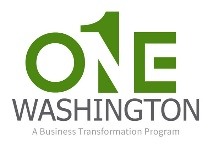 ONE
WASHINGTON
A Business Transformation Program